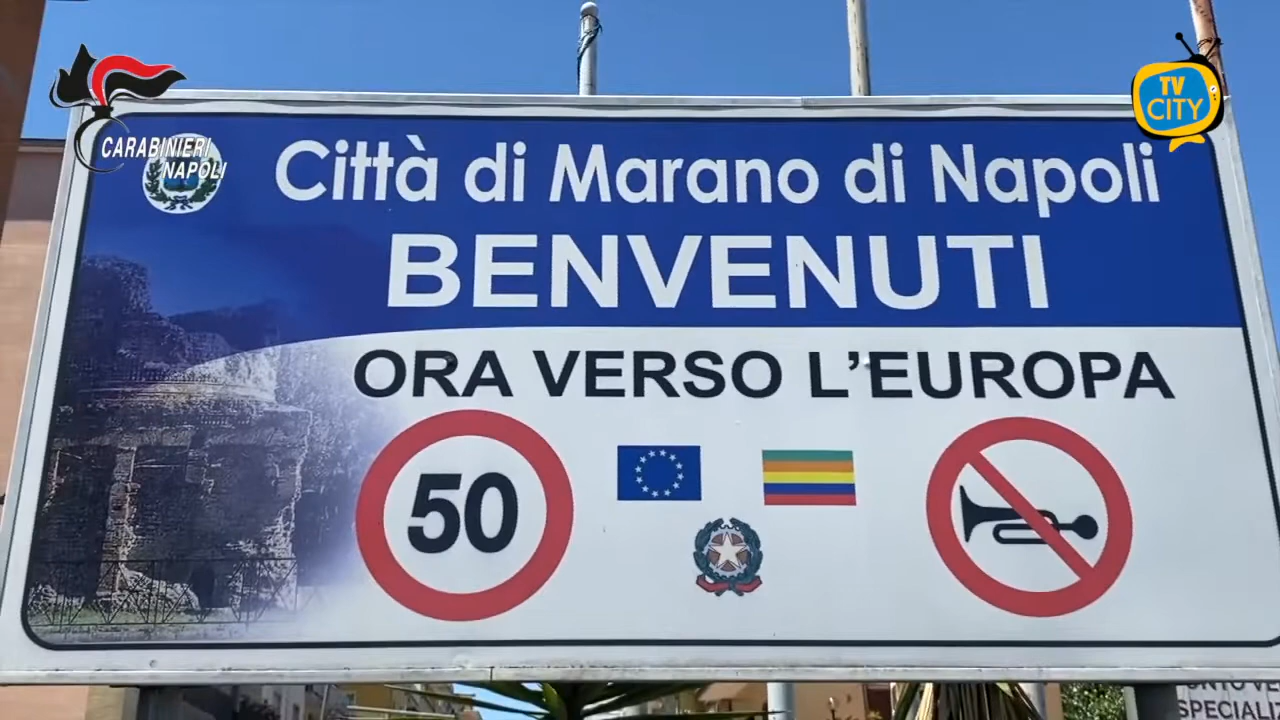 CARABINIERI
NAPOLI
TV
CITY
Città di Marano di Napoli
BENVENUTI
ORA VERSO L'EUROPA
50